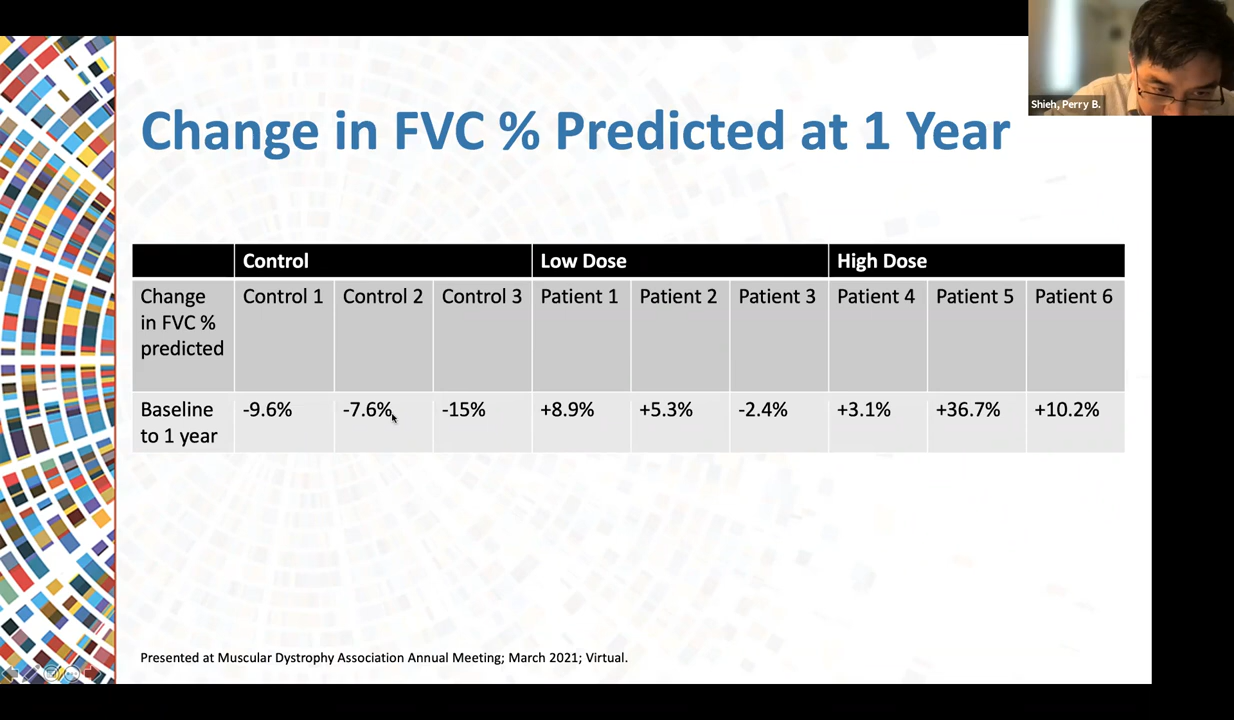 Shieh, Perry B.
Change in FVC % Predicted at 1 Year
Control Low Dose High Dose
Change in FVC % predicted Control 1 Control 2 Control 3 Patient 1 Patient 2 Patient 3 Patient 4 Patient 5 Patient 6
Baseline to 1 year -9.6% -7.6% -15% +8.9% +5.3% -2.4% +3.1% +36.7% +10.2%
Presented at Muscular Dystrophy Association Annual Meeting; March 2021; Virtual.